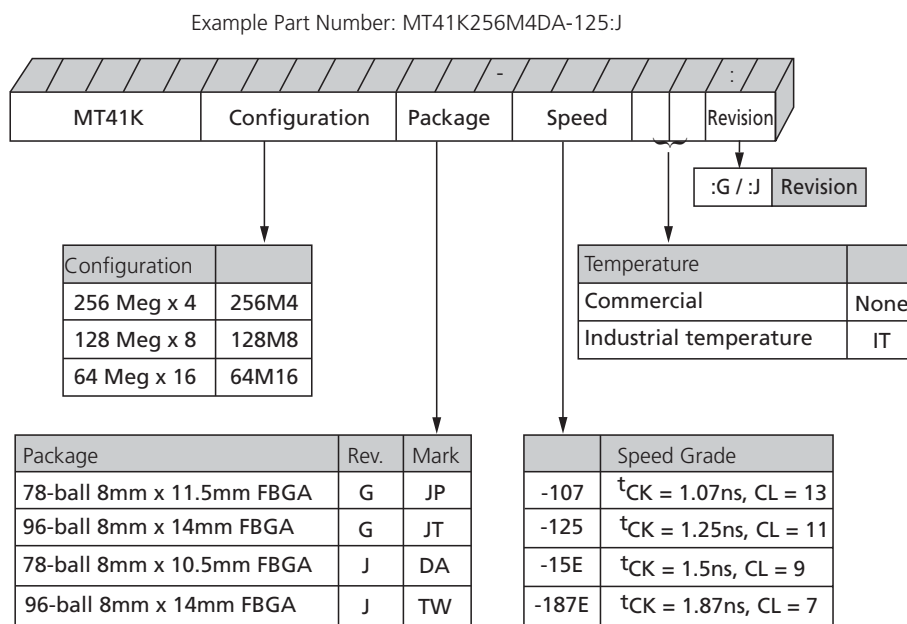 Example Part Number: MT41K256M4DA-125:J
- :
MT41K Configuration Package Speed Revision
:G / :J Revision
Configuration
256 Meg x 4 256M4
128 Meg x 8 128M8
64 Meg x 16 64M16
Temperature
Commercial None
Industrial temperature IT
Package Rev. Mark
78-ball 8mm x 11.5mm FBGA G JP
96-ball 8mm x 14mm FBGA G JT
78-ball 8mm x 10.5mm FBGA J DA
96-ball 8mm x 14mm FBGA J TW
Speed Grade
-107 tCK = 1.07ns, CL = 13
-125 tCK = 1.25ns, CL = 11
-15E tCK = 1.5ns, CL = 9
-187E tCK = 1.87ns, CL = 7